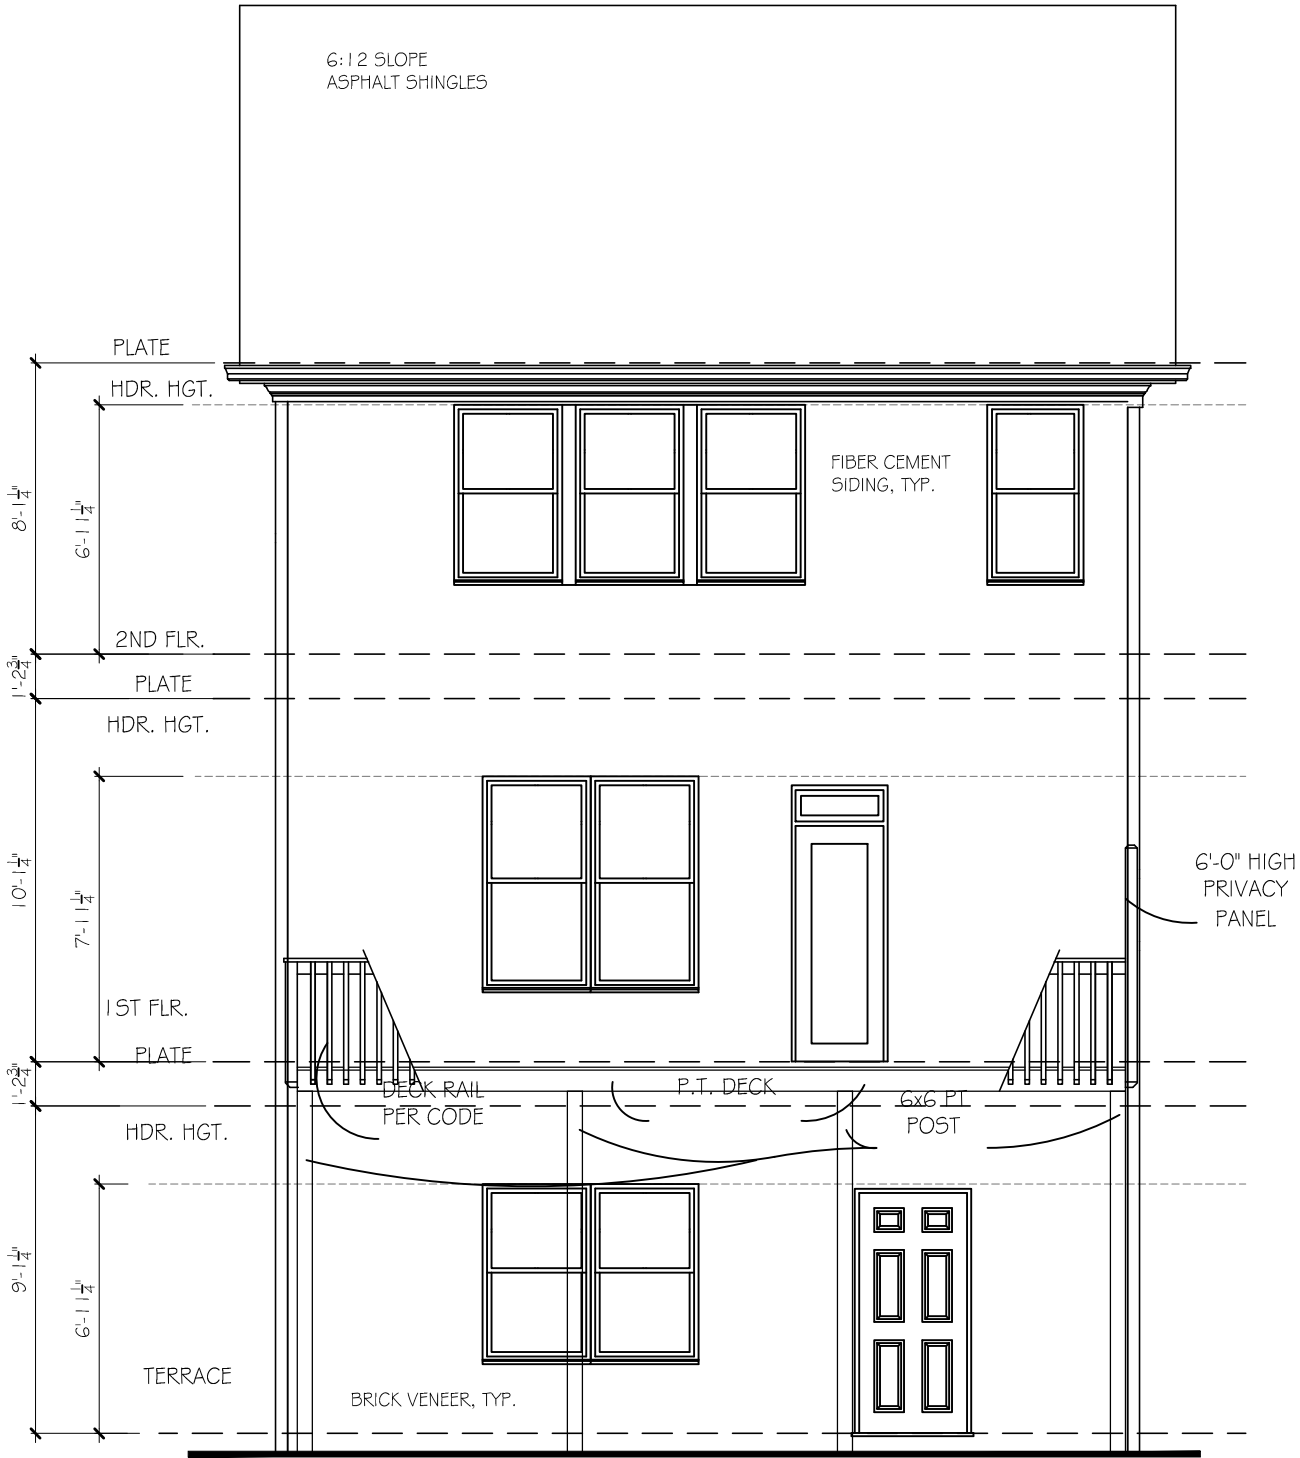 6:12 SLOPE
ASPHALT SHINGLES
PLATE
HDR. HGT.
FIBER CEMENT
SIDING, TYP.
8'-1 1/4"
6'-11 1/4"
2ND FLR.
1'-2 3/4"
PLATE
HDR. HGT.
10'-1 1/4"
7'-11 1/4"
6'-0" HIGH
PRIVACY
PANEL
1ST FLR.
PLATE
1'-2 3/4"
DECK RAIL
PER CODE
P.T. DECK
6x6 PT
POST
HDR. HGT.
9'-1 1/4"
6'-11 1/4"
TERRACE
BRICK VENEER, TYP.